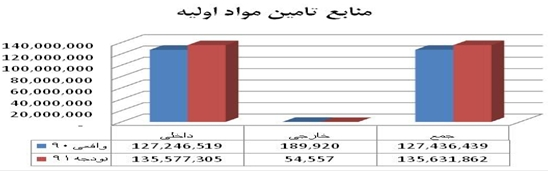 منابع تامین مواد اولیه
140,000,000
120,000,000
100,000,000
80,000,000
60,000,000
40,000,000
20,000,000
-
داخلی خارجی جمع
واقعی ۹۰ 127,246,519 189,920 127,436,439
بودجه ۹۱ 135,577,305 54,557 135,631,862